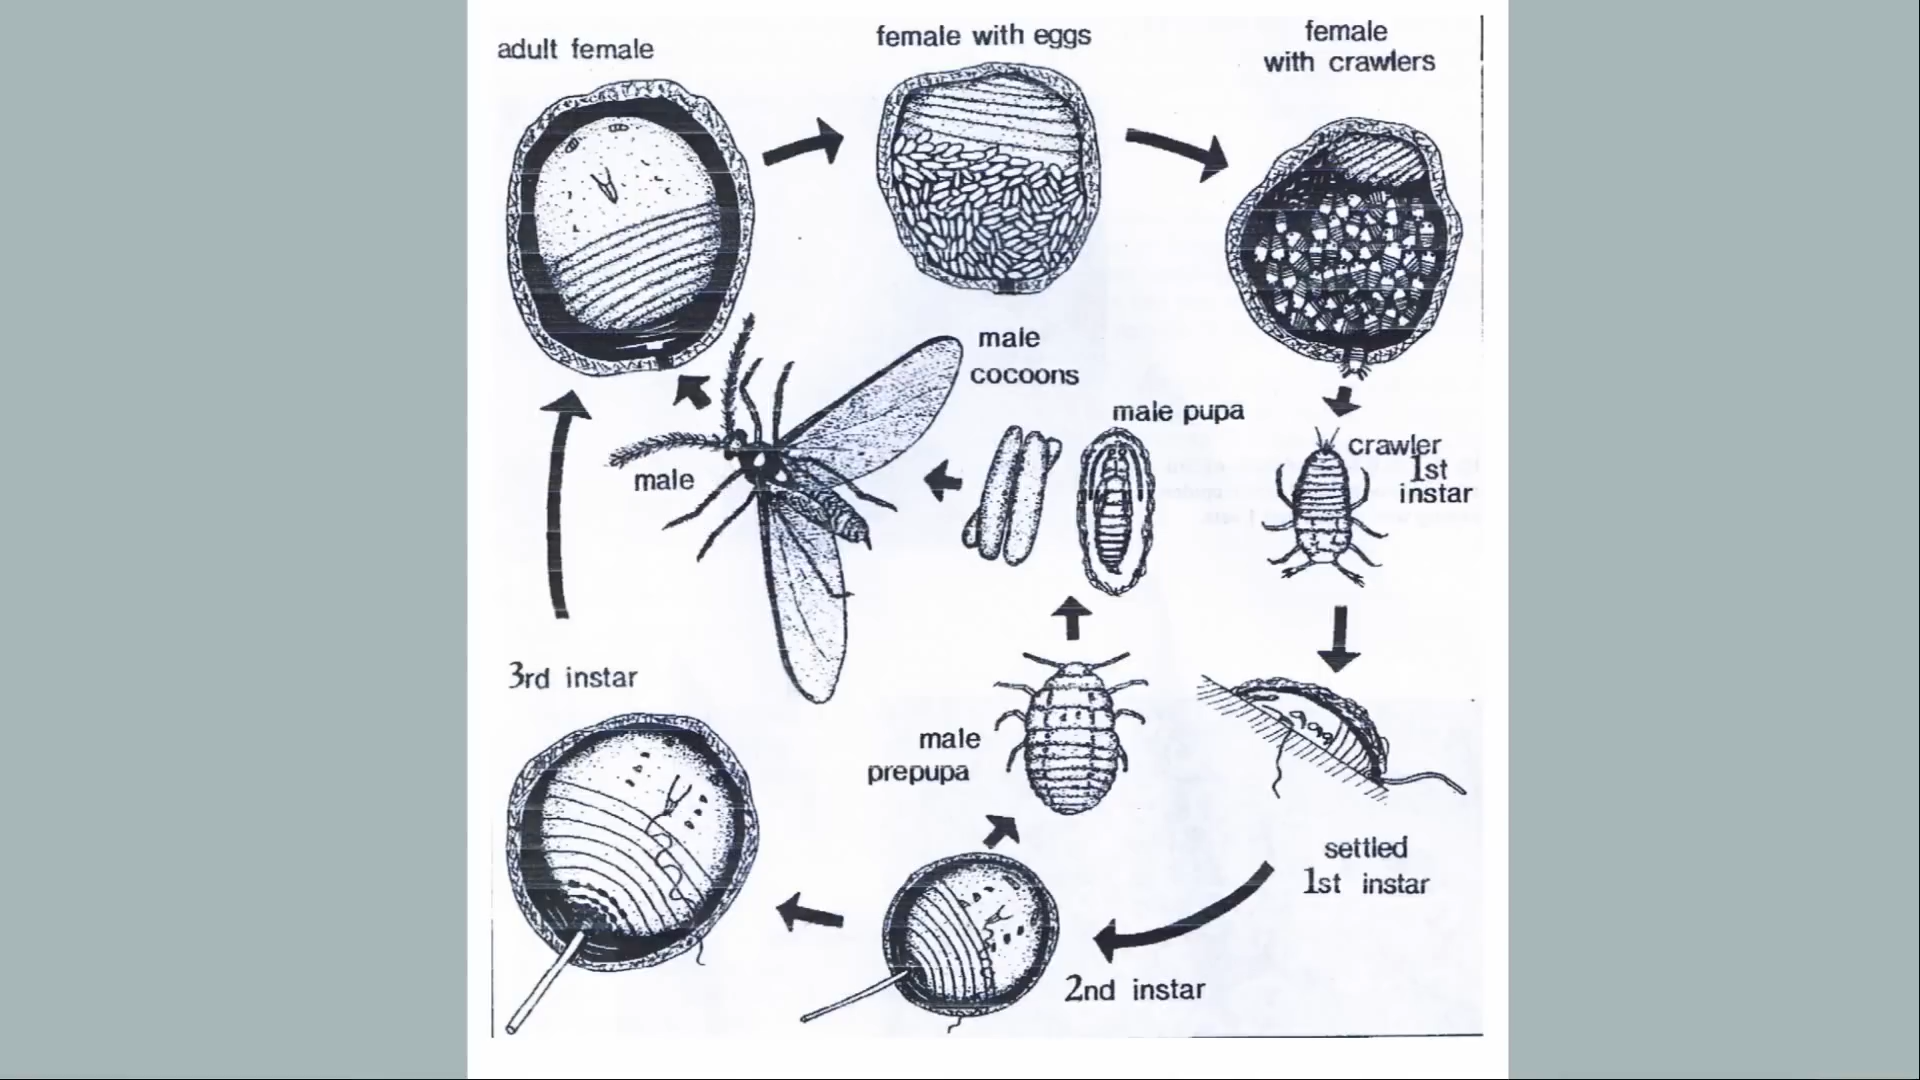 adult female
female with eggs
female
with crawlers
male
cocoons
male pupa
crawler
1st
instar
male
3rd instar
male
prepupa
settled
1st instar
2nd instar